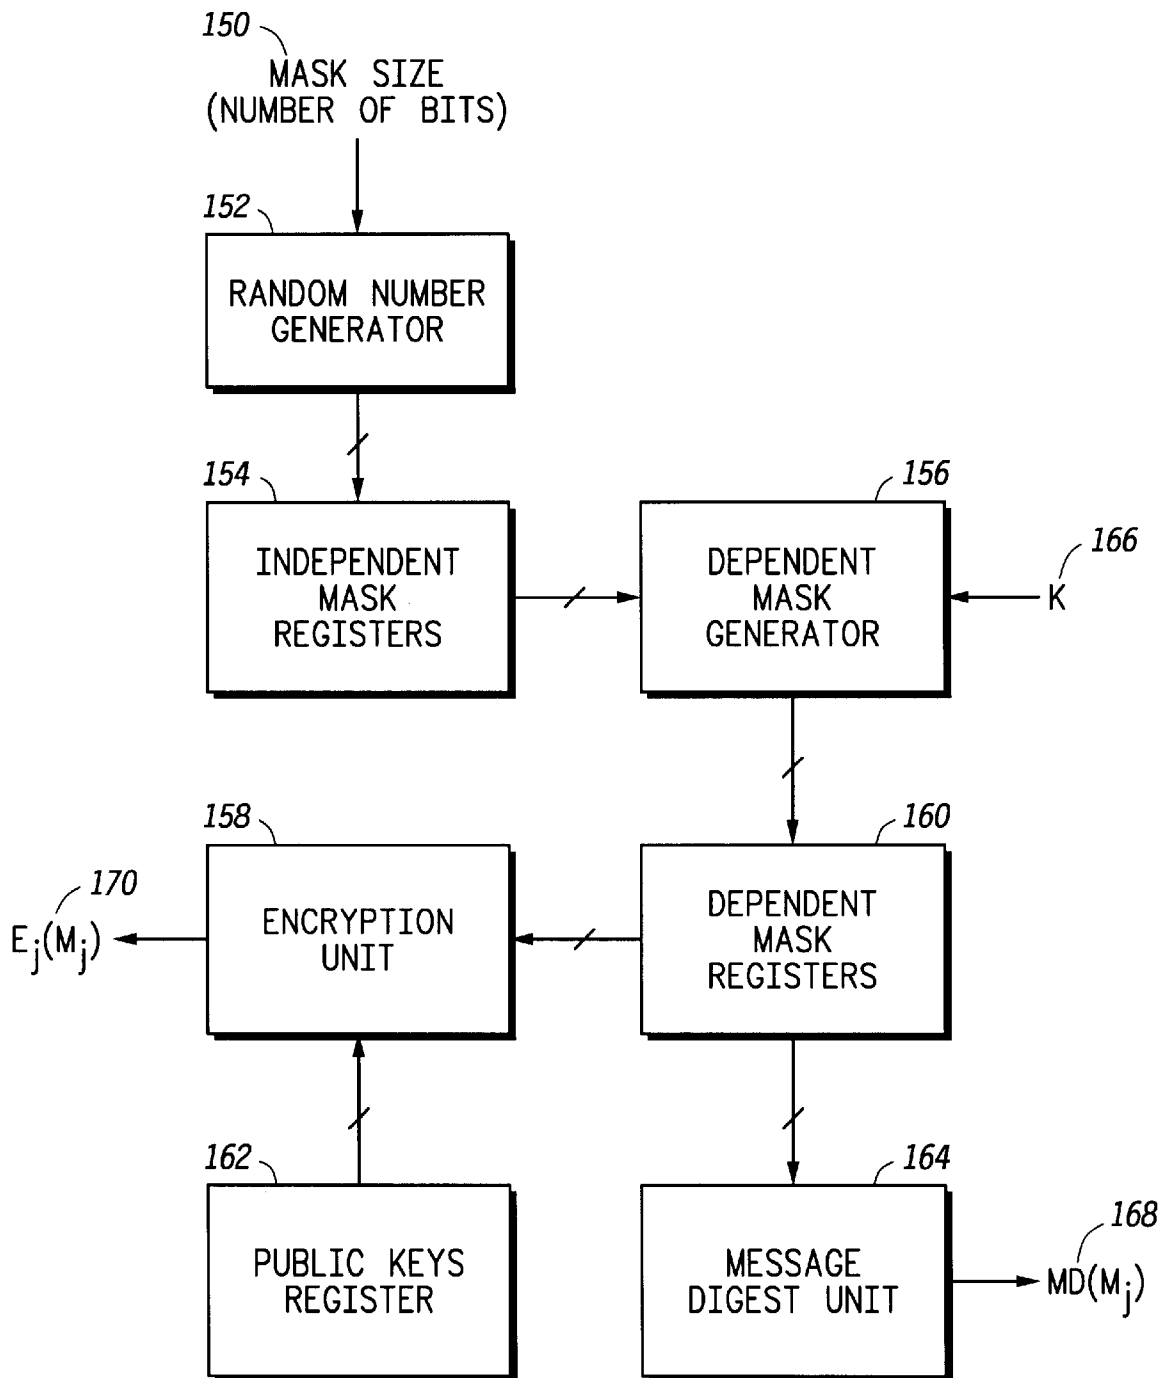 150
MASK SIZE
(NUMBER OF BITS)
152
RANDOM NUMBER
GENERATOR
154
INDEPENDENT
MASK
REGISTERS
156
DEPENDENT
MASK
GENERATOR
166
K
158
ENCRYPTION
UNIT
160
DEPENDENT
MASK
REGISTERS
170
Ej(Mj)
162
PUBLIC KEYS
REGISTER
164
MESSAGE
DIGEST UNIT
168
MD(Mj)